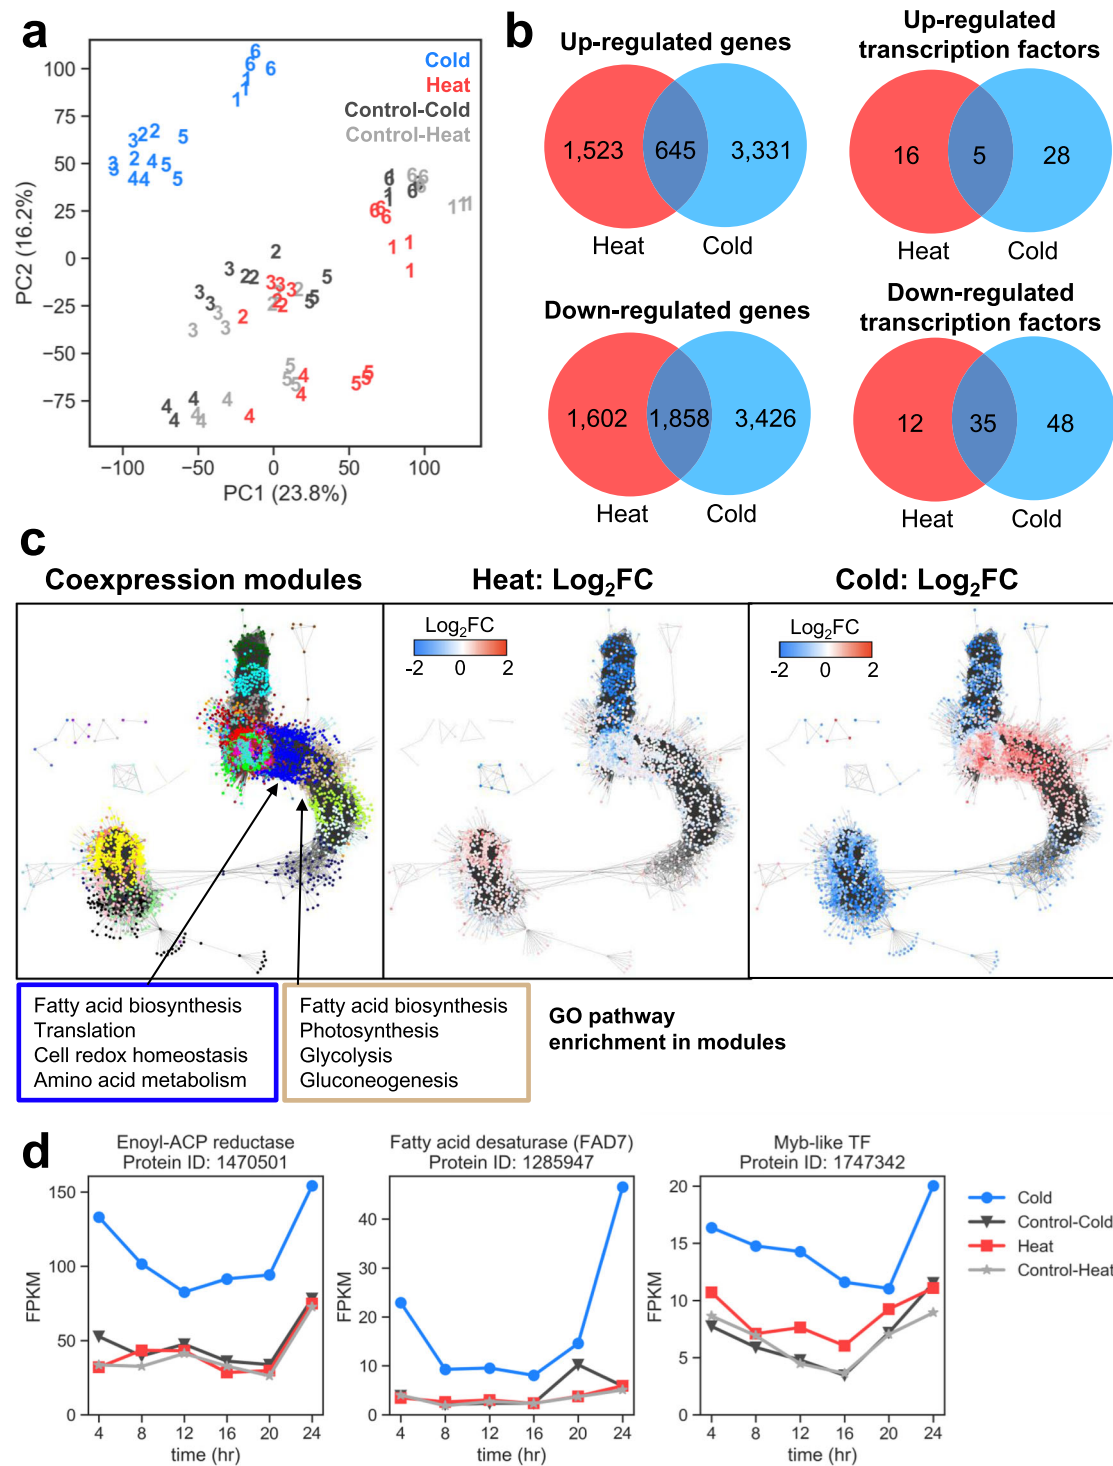 a
100
75
50
25
0
−25
−50
−75
−100
−50
0
50
100
PC2 (16.2%)
PC1 (23.8%)
Cold
Heat
Control-Cold
Control-Heat
b
Up-regulated genes
1,523
645
3,331
Heat
Cold
Up-regulated
transcription factors
16
5
28
Heat
Cold
Down-regulated genes
1,602
1,858
3,426
Heat
Cold
Down-regulated
transcription factors
12
35
48
Heat
Cold
c
Coexpression modules
Heat: Log₂FC
Cold: Log₂FC
Log₂FC
-2 0 2
Log₂FC
-2 0 2
Fatty acid biosynthesis
Translation
Cell redox homeostasis
Amino acid metabolism
Fatty acid biosynthesis
Photosynthesis
Glycolysis
Gluconeogenesis
GO pathway
enrichment in modules
d
Enoyl-ACP reductase
Protein ID: 1470501
150
100
50
0
FPKM
4 8 12 16 20 24
time (hr)
Fatty acid desaturase (FAD7)
Protein ID: 1285947
40
30
20
10
0
FPKM
4 8 12 16 20 24
time (hr)
Myb-like TF
Protein ID: 1747342
20
15
10
5
0
FPKM
4 8 12 16 20 24
time (hr)
Cold
Control-Cold
Heat
Control-Heat